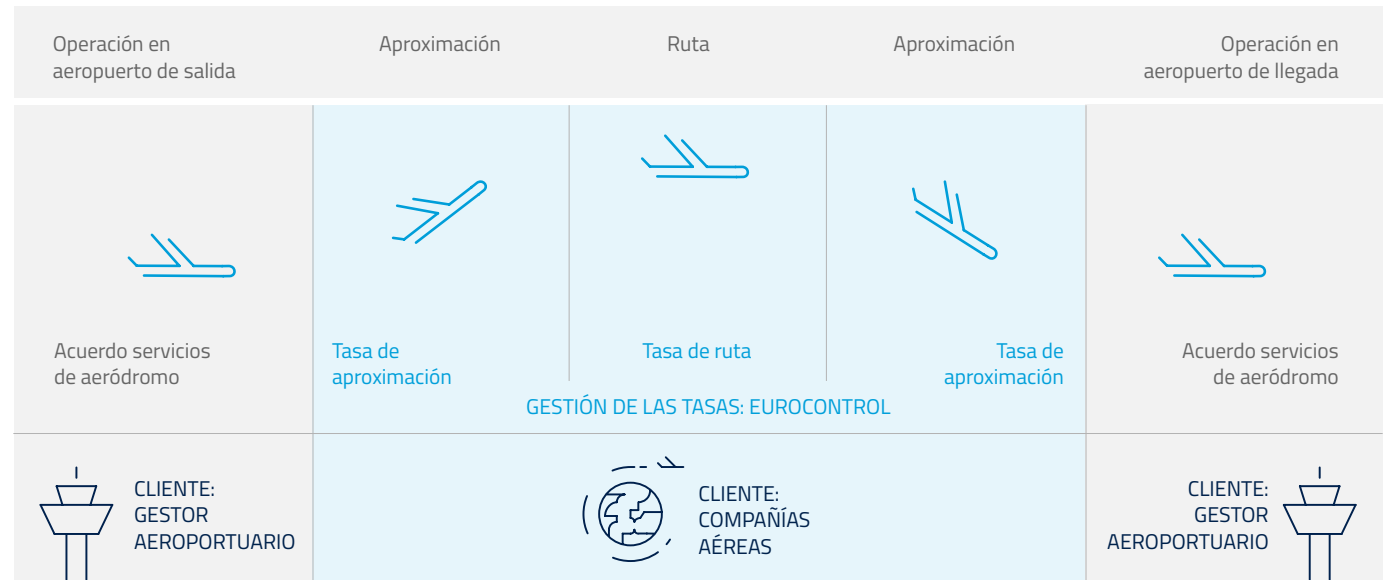 Operación en
aeropuerto de salida
Aproximación
Ruta
Aproximación
Operación en
aeropuerto de llegada
Acuerdo servicios
de aeródromo
Tasa de
aproximación
Tasa de ruta
Tasa de
aproximación
Acuerdo servicios
de aeródromo
GESTIÓN DE LAS TASAS: EUROCONTROL
CLIENTE:
GESTOR
AEROPORTUARIO
CLIENTE:
COMPAÑÍAS
AÉREAS
CLIENTE:
GESTOR
AEROPORTUARIO